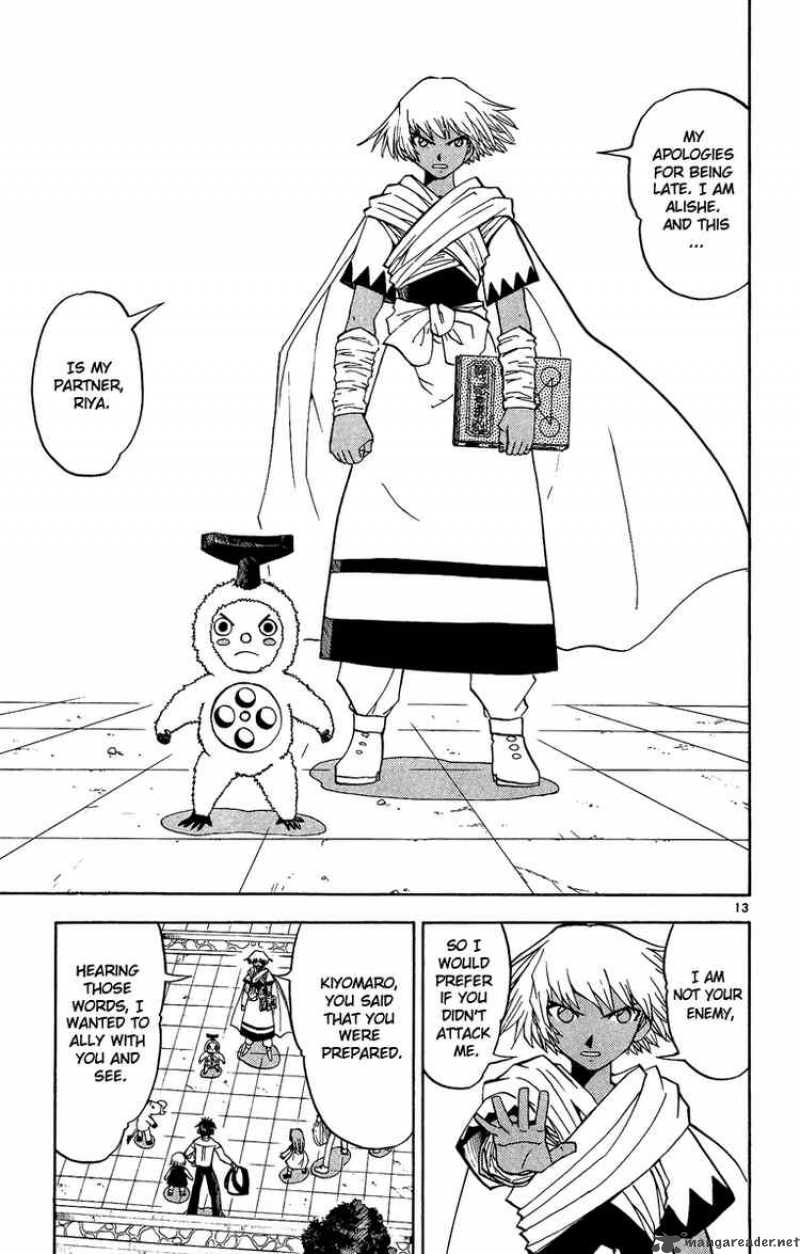 MY
APOLOGIES
FOR BEING
LATE. I AM
ALISHE.
AND THIS
...
IS MY
PARTNER,
RIYA.
13
I AM
NOT YOUR
ENEMY,
SO I
WOULD
PREFER
IF YOU
DIDN'T
ATTACK
ME.
KIYOMARO,
YOU SAID
THAT YOU
WERE
PREPARED.
HEARING
THOSE
WORDS, I
WANTED TO
ALLY WITH
YOU AND
SEE.
mangareader.net